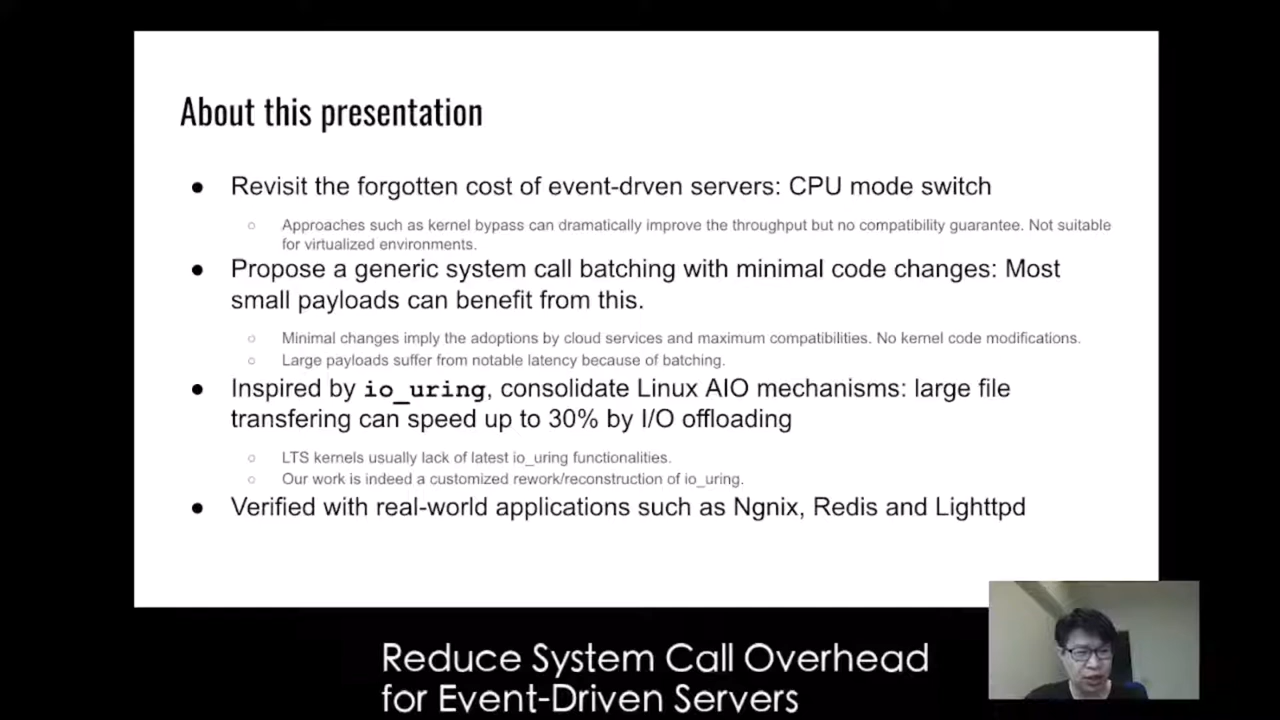 About this presentation
● Revisit the forgotten cost of event-drven servers: CPU mode switch
○ Approaches such as kernel bypass can dramatically improve the throughput but no compatibility guarantee. Not suitable
for virtualized environments.
● Propose a generic system call batching with minimal code changes: Most
small payloads can benefit from this.
○ Minimal changes imply the adoptions by cloud services and maximum compatibilities. No kernel code modifications.
○ Large payloads suffer from notable latency because of batching.
● Inspired by io_uring, consolidate Linux AIO mechanisms: large file
transfering can speed up to 30% by I/O offloading
○ LTS kernels usually lack of latest io_uring functionalities.
○ Our work is indeed a customized rework/reconstruction of io_uring.
● Verified with real-world applications such as Ngnix, Redis and Lighttpd
Reduce System Call Overhead
for Event-Driven Servers